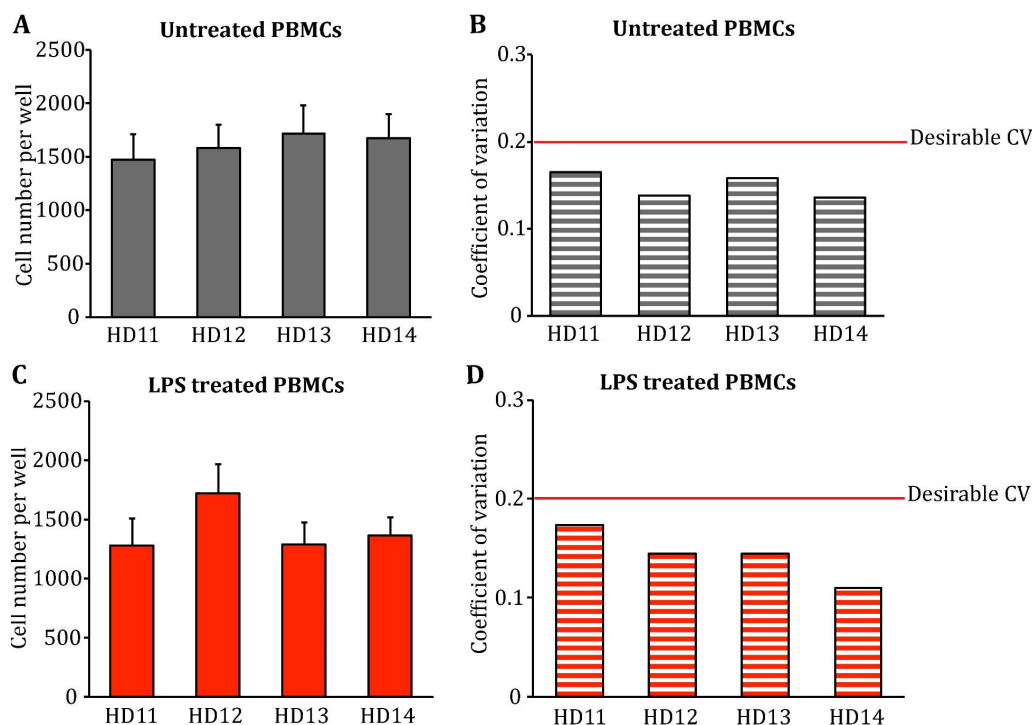 A
Untreated PBMCs
Cell number per well
2500
2000
1500
1000
500
0
HD11 HD12 HD13 HD14
B
Untreated PBMCs
Coefficient of variation
0.3
0.2
0.1
0
Desirable CV
HD11 HD12 HD13 HD14
C
LPS treated PBMCs
Cell number per well
2500
2000
1500
1000
500
0
HD11 HD12 HD13 HD14
D
LPS treated PBMCs
Coefficient of variation
0.3
0.2
0.1
0
Desirable CV
HD11 HD12 HD13 HD14